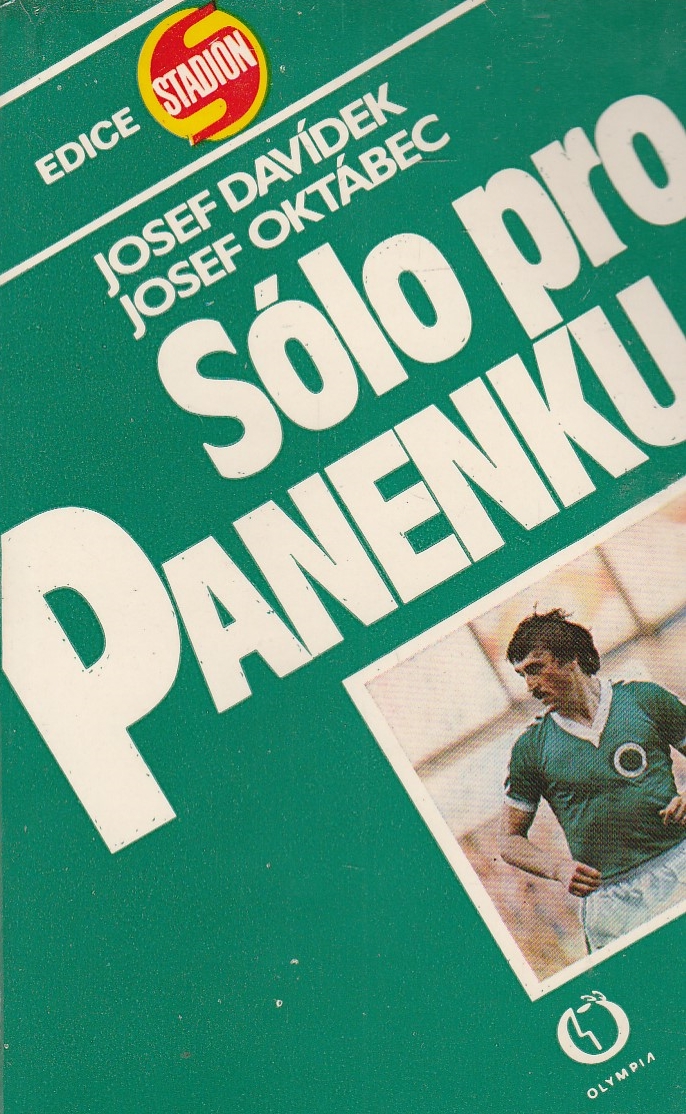 EDICE STADION
JOSEF DAVÍDEK
JOSEF OKTÁBEC
Sólo pro
PANENKU
OLYMPIA